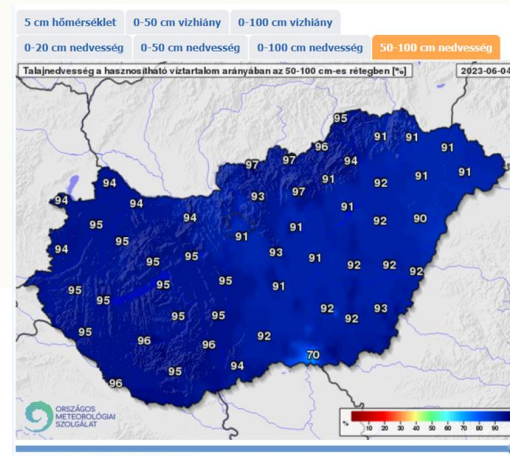 5 cm hőmérséklet 0-50 cm vízhiány 0-100 cm vízhiány
0-20 cm nedvesség 0-50 cm nedvesség 0-100 cm nedvesség 50-100 cm nedvesség
Talajnedvesség a hasznosítható víztartalom arányában az 50-100 cm-es rétegben [%] 2023-06-04
95
96 91 91
97 97 94 91
94 91 92 91 91
94 94 93 97
94 91 92 90
95 91 91
94 95 95 93 91
95 92 92 92
95 95 95 95 91
95 95 92 92 93
95 96 96 92
70
95 94
96
ORSZÁGOS
METEOROLÓGIAI
SZOLGÁLAT
% 10 20 30 40 50 60 70 80 90